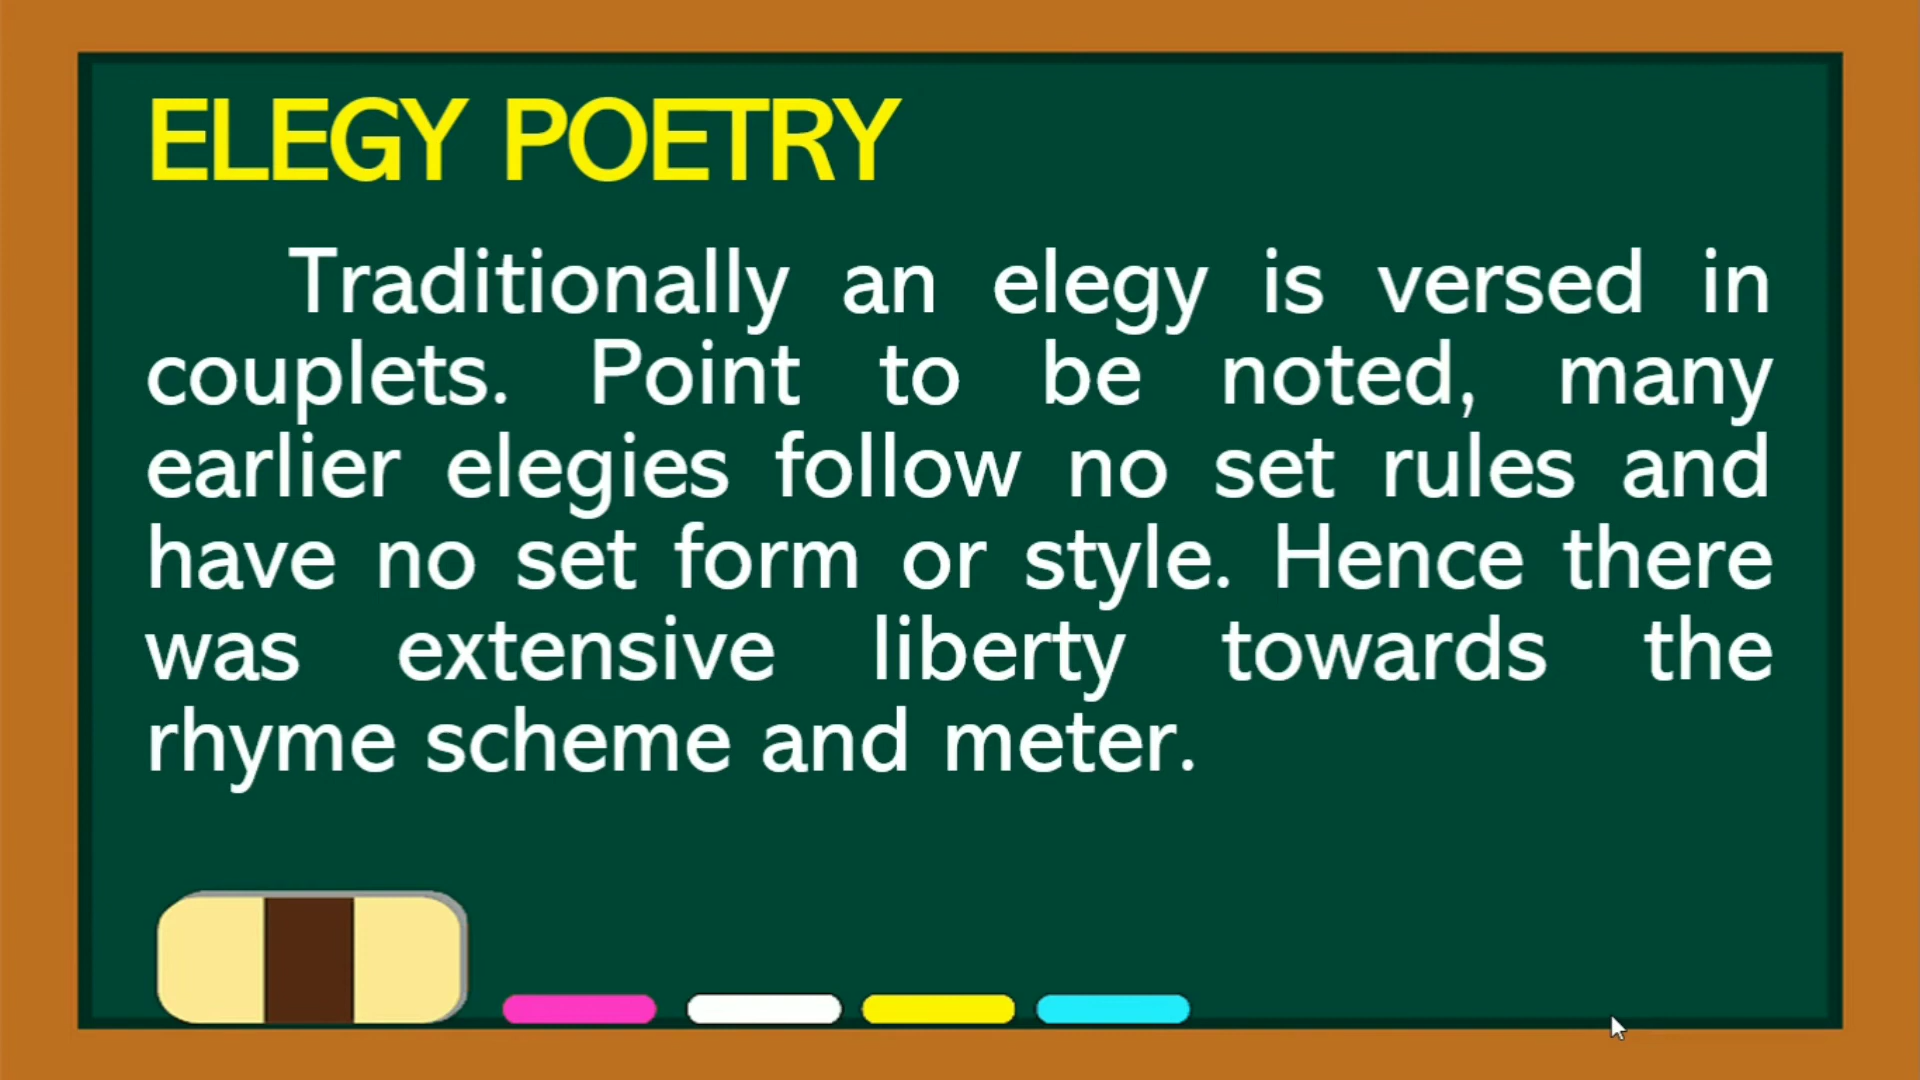 ELEGY POETRY
Traditionally an elegy is versed in
couplets. Point to be noted, many
earlier elegies follow no set rules and
have no set form or style. Hence there
was extensive liberty towards the
rhyme scheme and meter.